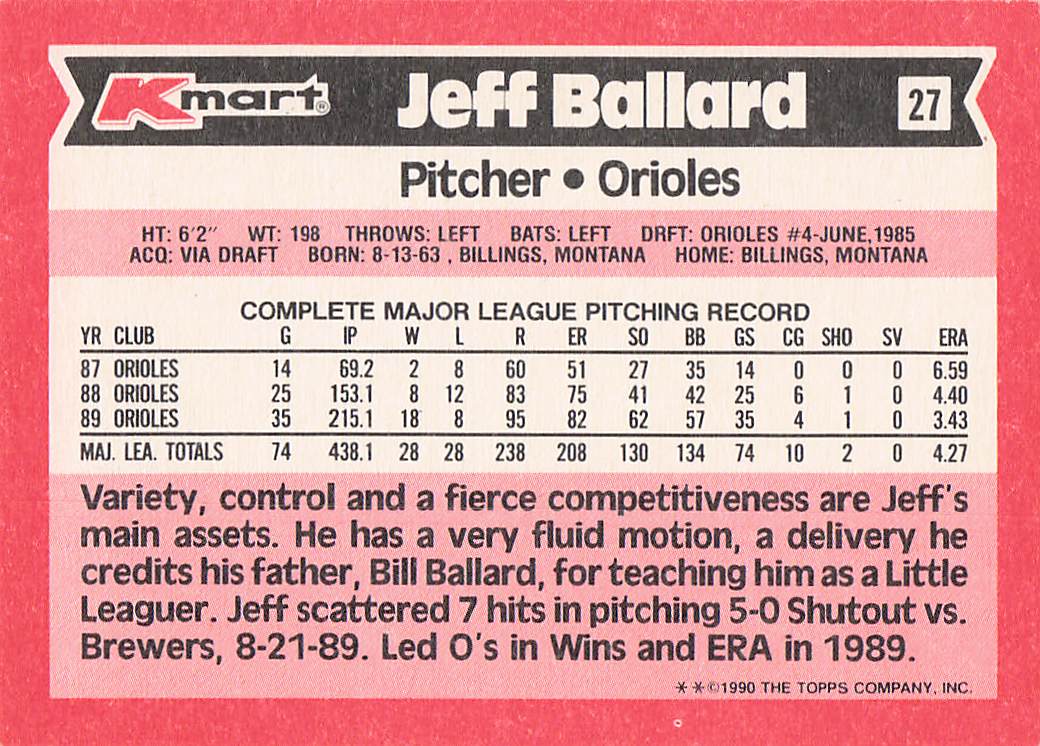 Kmart® Jeff Ballard 27
Pitcher • Orioles
HT: 6'2" WT: 198 THROWS: LEFT BATS: LEFT DRFT: ORIOLES #4-JUNE, 1985
ACQ: VIA DRAFT BORN: 8-13-63 , BILLINGS, MONTANA HOME: BILLINGS, MONTANA
COMPLETE MAJOR LEAGUE PITCHING RECORD
YR CLUB G IP W L R ER SO BB GS CG SHO SV ERA
87 ORIOLES 14 69.2 2 8 60 51 27 35 14 0 0 0 6.59
88 ORIOLES 25 153.1 8 12 83 75 41 42 25 6 1 0 4.40
89 ORIOLES 35 215.1 18 8 95 82 62 57 35 4 1 0 3.43
MAJ. LEA. TOTALS 74 438.1 28 28 238 208 130 134 74 10 2 0 4.27
Variety, control and a fierce competitiveness are Jeff's
main assets. He has a very fluid motion, a delivery he
credits his father, Bill Ballard, for teaching him as a Little
Leaguer. Jeff scattered 7 hits in pitching 5-0 Shutout vs.
Brewers, 8-21-89. Led O's in Wins and ERA in 1989.
**©1990 THE TOPPS COMPANY, INC.